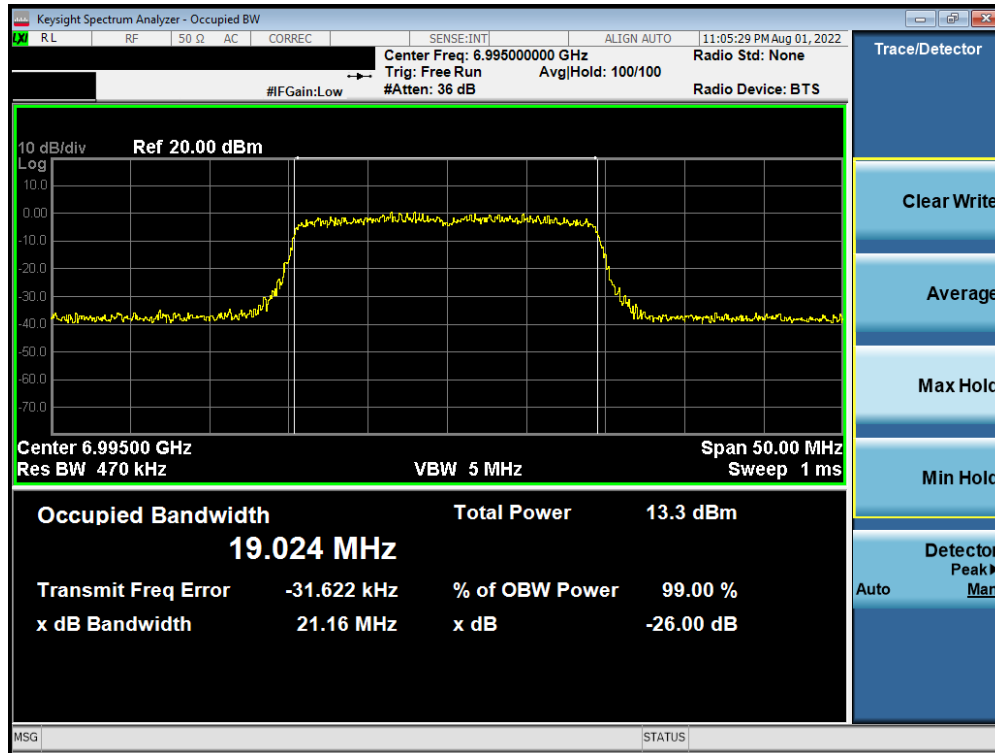 Keysight Spectrum Analyzer - Occupied BW
LXI RL RF 50 Ω AC CORREC SENSE:INT ALIGN AUTO 11:05:29 PM Aug 01, 2022
Center Freq: 6.995000000 GHz Radio Std: None
Trig: Free Run Avg|Hold: 100/100
#IFGain:Low #Atten: 36 dB Radio Device: BTS
10 dB/div Ref 20.00 dBm
Log
10.0
0.00
-10.0
-20.0
-30.0
-40.0
-50.0
-60.0
-70.0
Center 6.99500 GHz Span 50.00 MHz
Res BW 470 kHz VBW 5 MHz Sweep 1 ms
Occupied Bandwidth Total Power 13.3 dBm
19.024 MHz
Transmit Freq Error -31.622 kHz % of OBW Power 99.00 %
x dB Bandwidth 21.16 MHz x dB -26.00 dB
MSG STATUS
Trace/Detector
Clear Write
Average
Max Hold
Min Hold
Detector
Peak
Auto Man